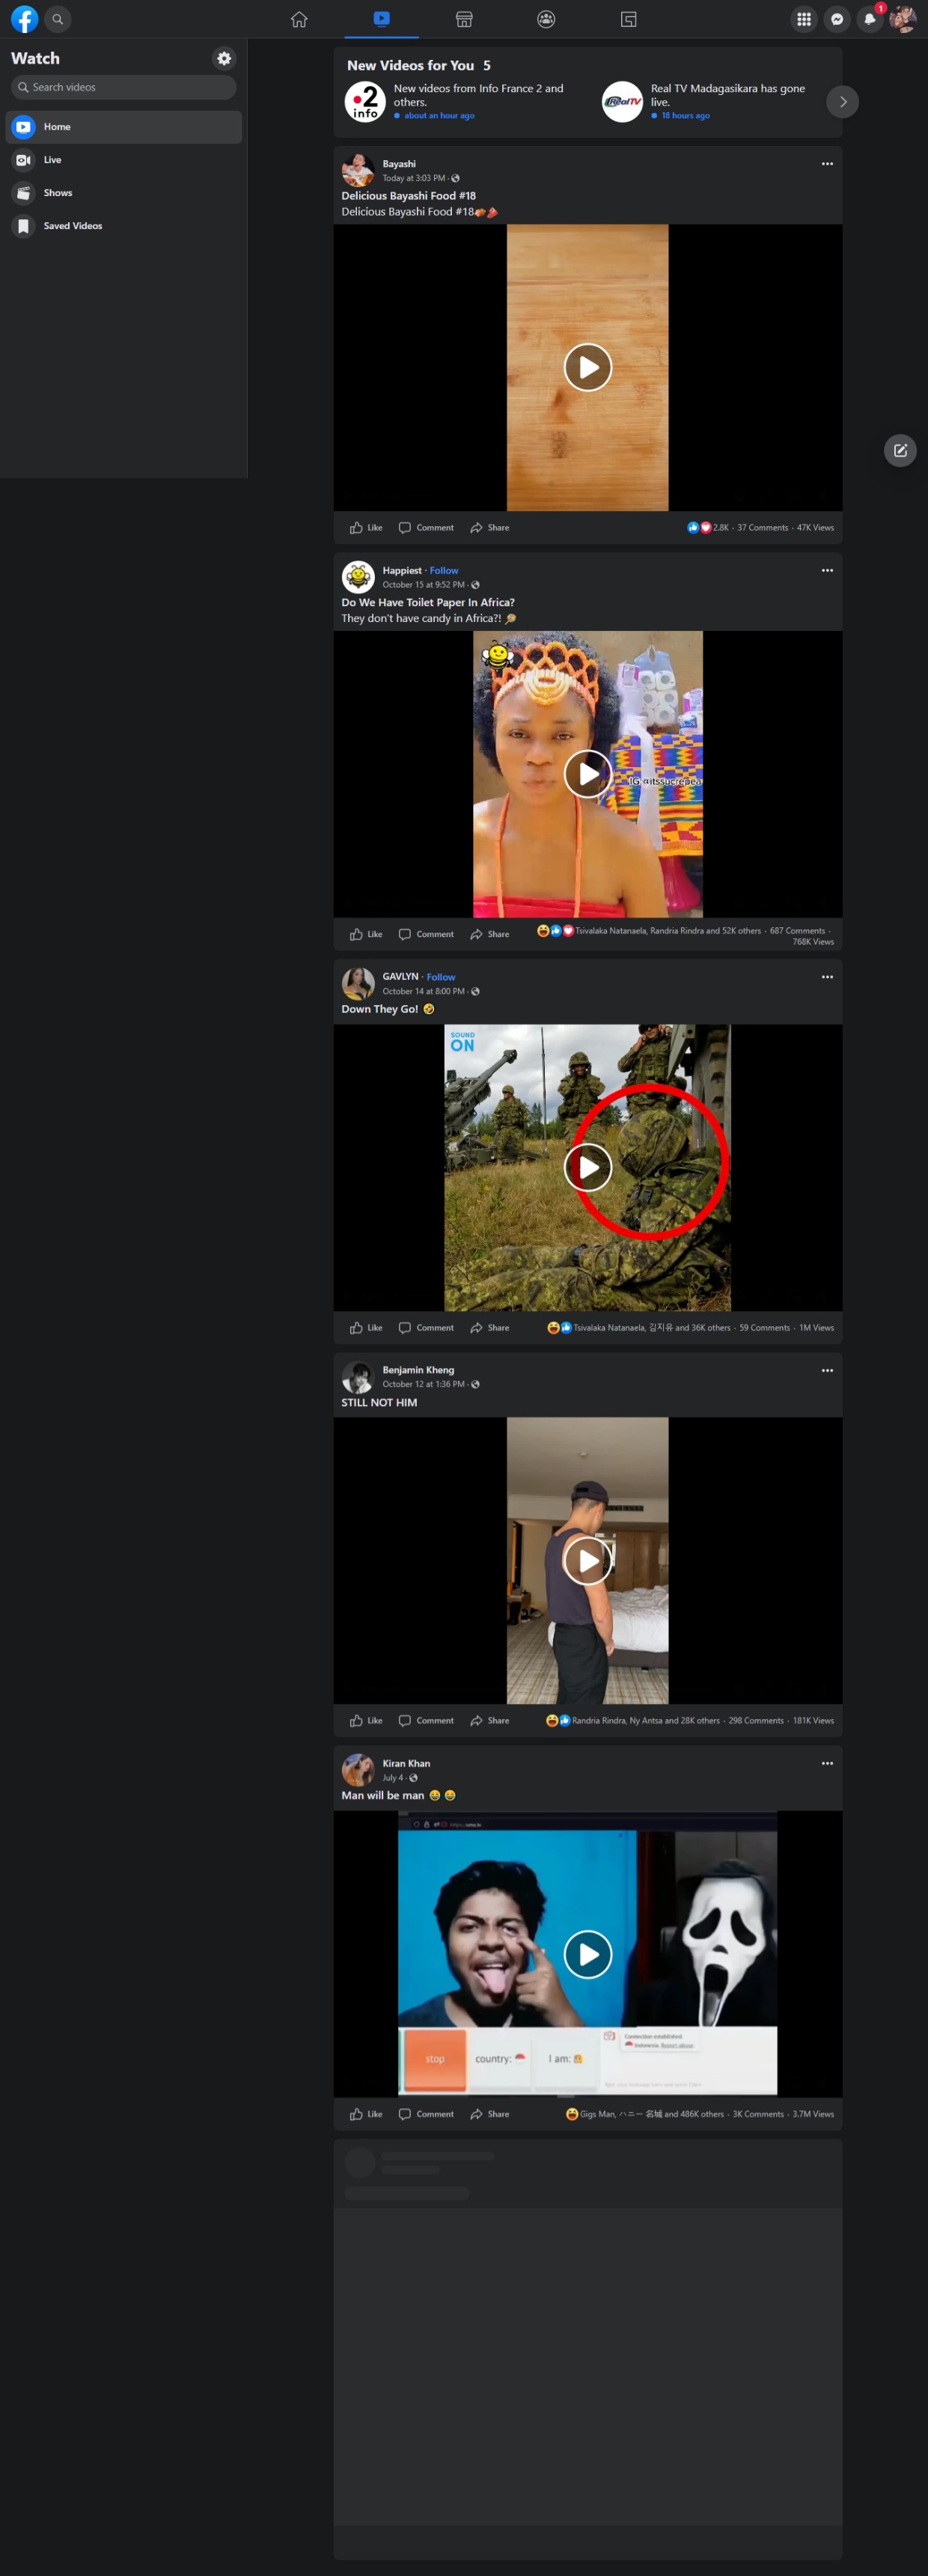 1
Watch
Search videos
Home
Live
Shows
Saved Videos
New Videos for You 5
2
info
New videos from Info France 2 and
others.
about an hour ago
RealTV
Real TV Madagasikara has gone
live.
18 hours ago
Bayashi
Today at 3:03 PM ·
Delicious Bayashi Food #18
Delicious Bayashi Food #18
Like Comment Share 2.8K · 37 Comments · 47K Views
Happiest · Follow
October 15 at 9:52 PM ·
Do We Have Toilet Paper In Africa?
They don't have candy in Africa?! 🍭
Like Comment Share Tsivalaka Natanaela, Randria Rindra and 52K others · 687 Comments ·
768K Views
GAVLYN · Follow
October 14 at 8:00 PM ·
Down They Go! 🤣
SOUND
ON
Like Comment Share Tsivalaka Natanaela, 김지유 and 36K others · 59 Comments · 1M Views
Benjamin Kheng
October 12 at 1:36 PM ·
STILL NOT HIM
Like Comment Share Randria Rindra, Ny Antsa and 28K others · 298 Comments · 181K Views
Kiran Khan
July 4 ·
Man will be man 😂 😂
stop
country:
I am:
Connection established
Indonesia Report abuse
Like Comment Share Gigs Man, ハニー 名城 and 486K others · 3K Comments · 3.7M Views